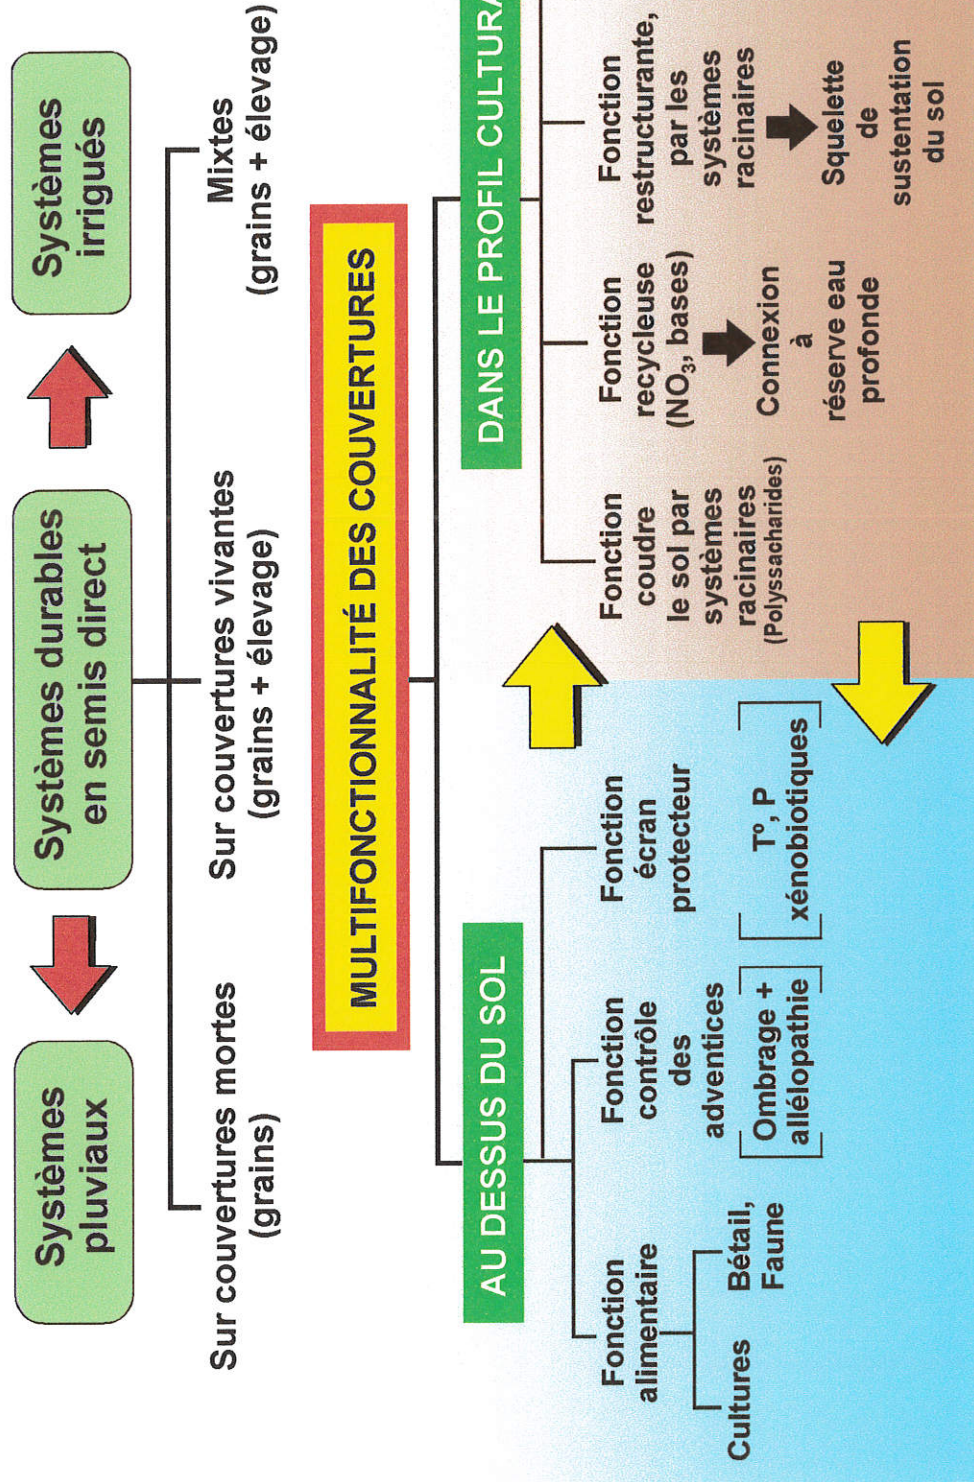 Systèmes
pluviaux
Systèmes durables
en semis direct
Systèmes
irrigués
Sur couvertures mortes
(grains)
Sur couvertures vivantes
(grains + élevage)
Mixtes
(grains + élevage)
MULTIFONCTIONNALITÉ DES COUVERTURES
AU DESSUS DU SOL
DANS LE PROFIL CULTURA
Fonction
alimentaire
Cultures
Bétail,
Faune
Fonction
contrôle
des
adventices
Ombrage +
allélopathie
Fonction
écran
protecteur
Tº, P
xénobiotiques
Fonction
coudre
le sol par
systèmes
racinaires
(Polyssacharides)
Fonction
recycleuse
(NO₃, bases)
Connexion
à
réserve eau
profonde
Fonction
restructurante,
par les
systèmes
racinaires
Squelette
de
sustentation
du sol